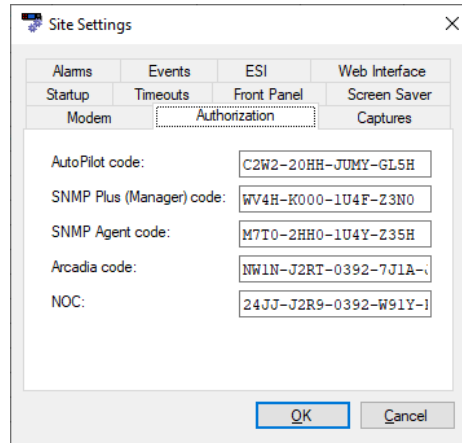 Site Settings
Alarms Events ESI Web Interface
Startup Timeouts Front Panel Screen Saver
Modem Authorization Captures
AutoPilot code: C2W2-20HH-JUMY-GL5H
SNMP Plus (Manager) code: WV4H-K000-1U4F-Z3N0
SNMP Agent code: M7T0-2HH0-1U4Y-Z35H
Arcadia code: NW1N-J2RT-0392-7J1A-
NOC: 24JJ-J2R9-0392-W91Y-
OK Cancel